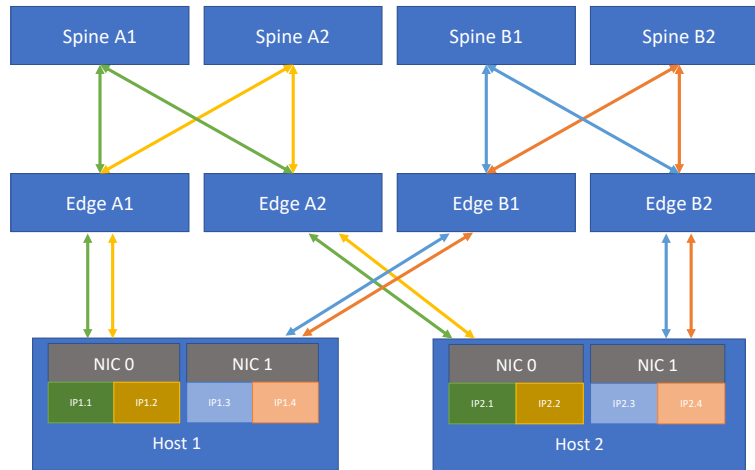 Spine A1
Spine A2
Spine B1
Spine B2
Edge A1
Edge A2
Edge B1
Edge B2
NIC 0
NIC 1
IP1.1
IP1.2
IP1.3
IP1.4
Host 1
NIC 0
NIC 1
IP2.1
IP2.2
IP2.3
IP2.4
Host 2